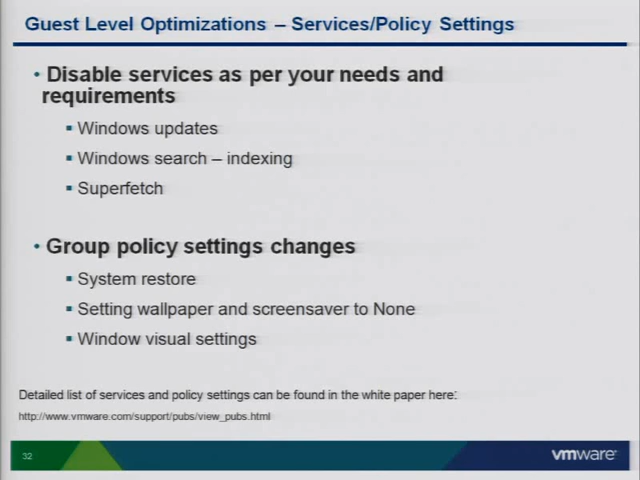 Guest Level Optimizations – Services/Policy Settings
• Disable services as per your needs and
requirements
▪ Windows updates
▪ Windows search – indexing
▪ Superfetch
• Group policy settings changes
▪ System restore
▪ Setting wallpaper and screensaver to None
▪ Window visual settings
Detailed list of services and policy settings can be found in the white paper here:
http://www.vmware.com/support/pubs/view_pubs.html
32
vmware